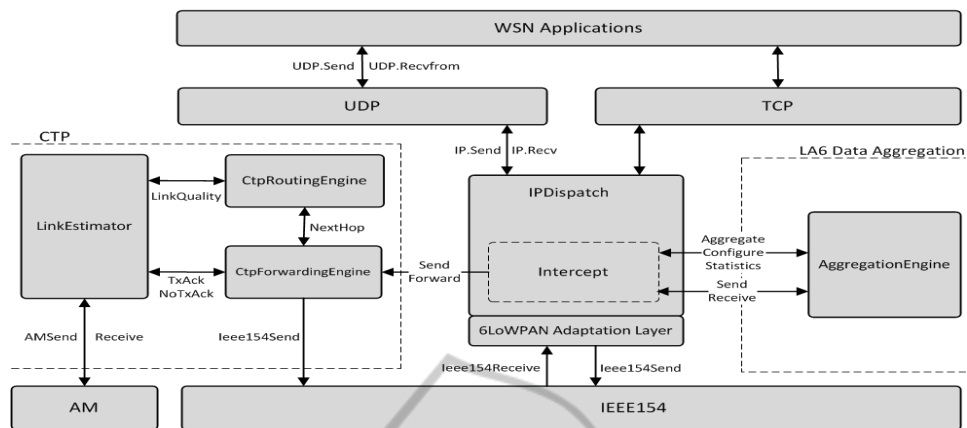 WSN Applications
UDP.Send UDP.Recvfrom
UDP
TCP
CTP
IP.Send IP.Recv
LA6 Data Aggregation
LinkEstimator
CtpRoutingEngine
LinkQuality
NextHop
CtpForwardingEngine
TxAck
NoTxAck
Send
Forward
IPDispatch
Intercept
Aggregate
Configure
Statistics
Send
Receive
AggregationEngine
6LoWPAN Adaptation Layer
AMSend Receive
Ieee154Send
Ieee154Receive
Ieee154Send
AM
IEEE154